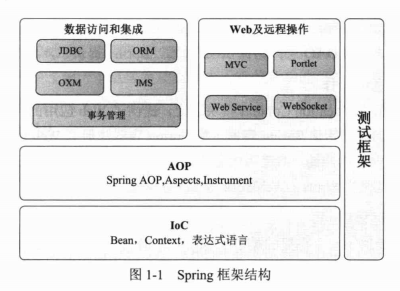 数据访问和集成
JDBC
ORM
OXM
JMS
事务管理
Web及远程操作
MVC
Portlet
Web Service
WebSocket
测试框架
AOP
Spring AOP,Aspects,Instrument
IoC
Bean，Context，表达式语言
图 1-1 Spring 框架结构